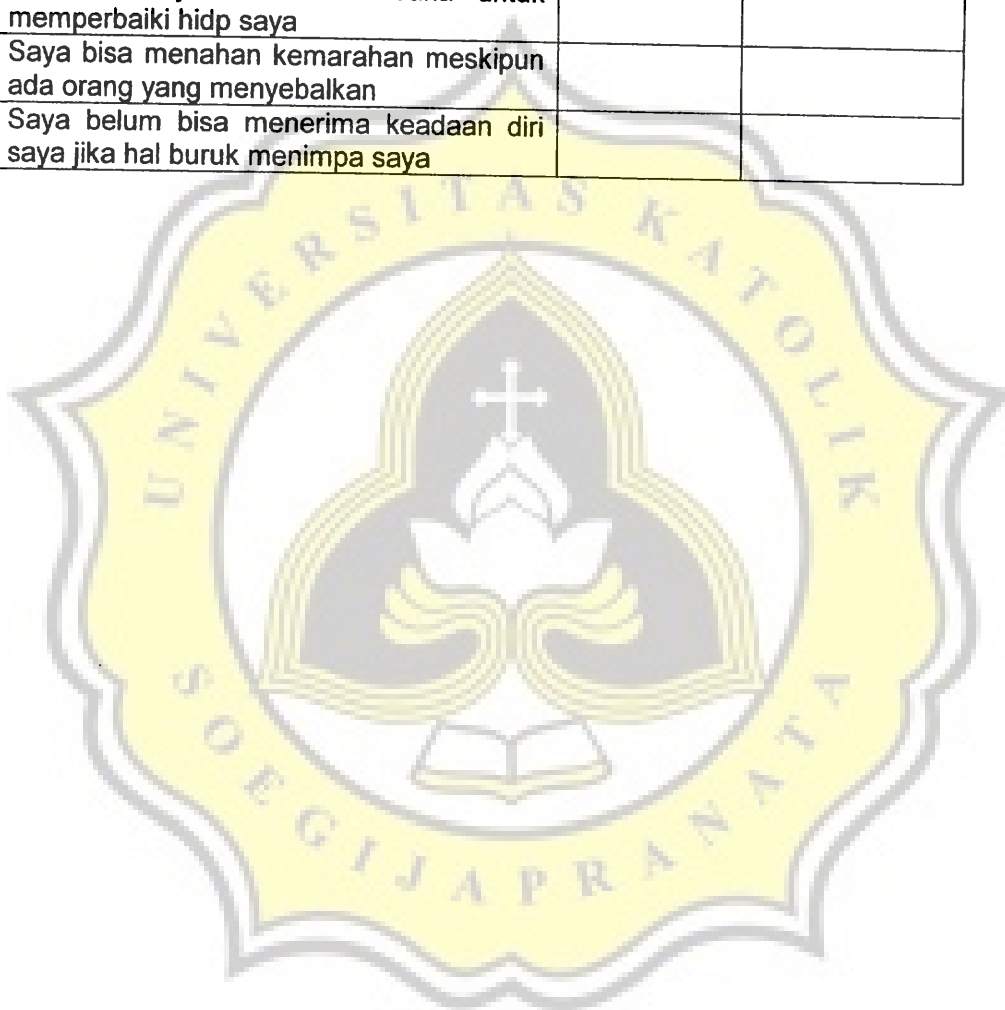 memperbaiki hidp saya
Saya bisa menahan kemarahan meskipun
ada orang yang menyebalkan
Saya belum bisa menerima keadaan diri
saya jika hal buruk menimpa saya
UNIVERSITAS KATOLIK
SOEGIJAPRANATA